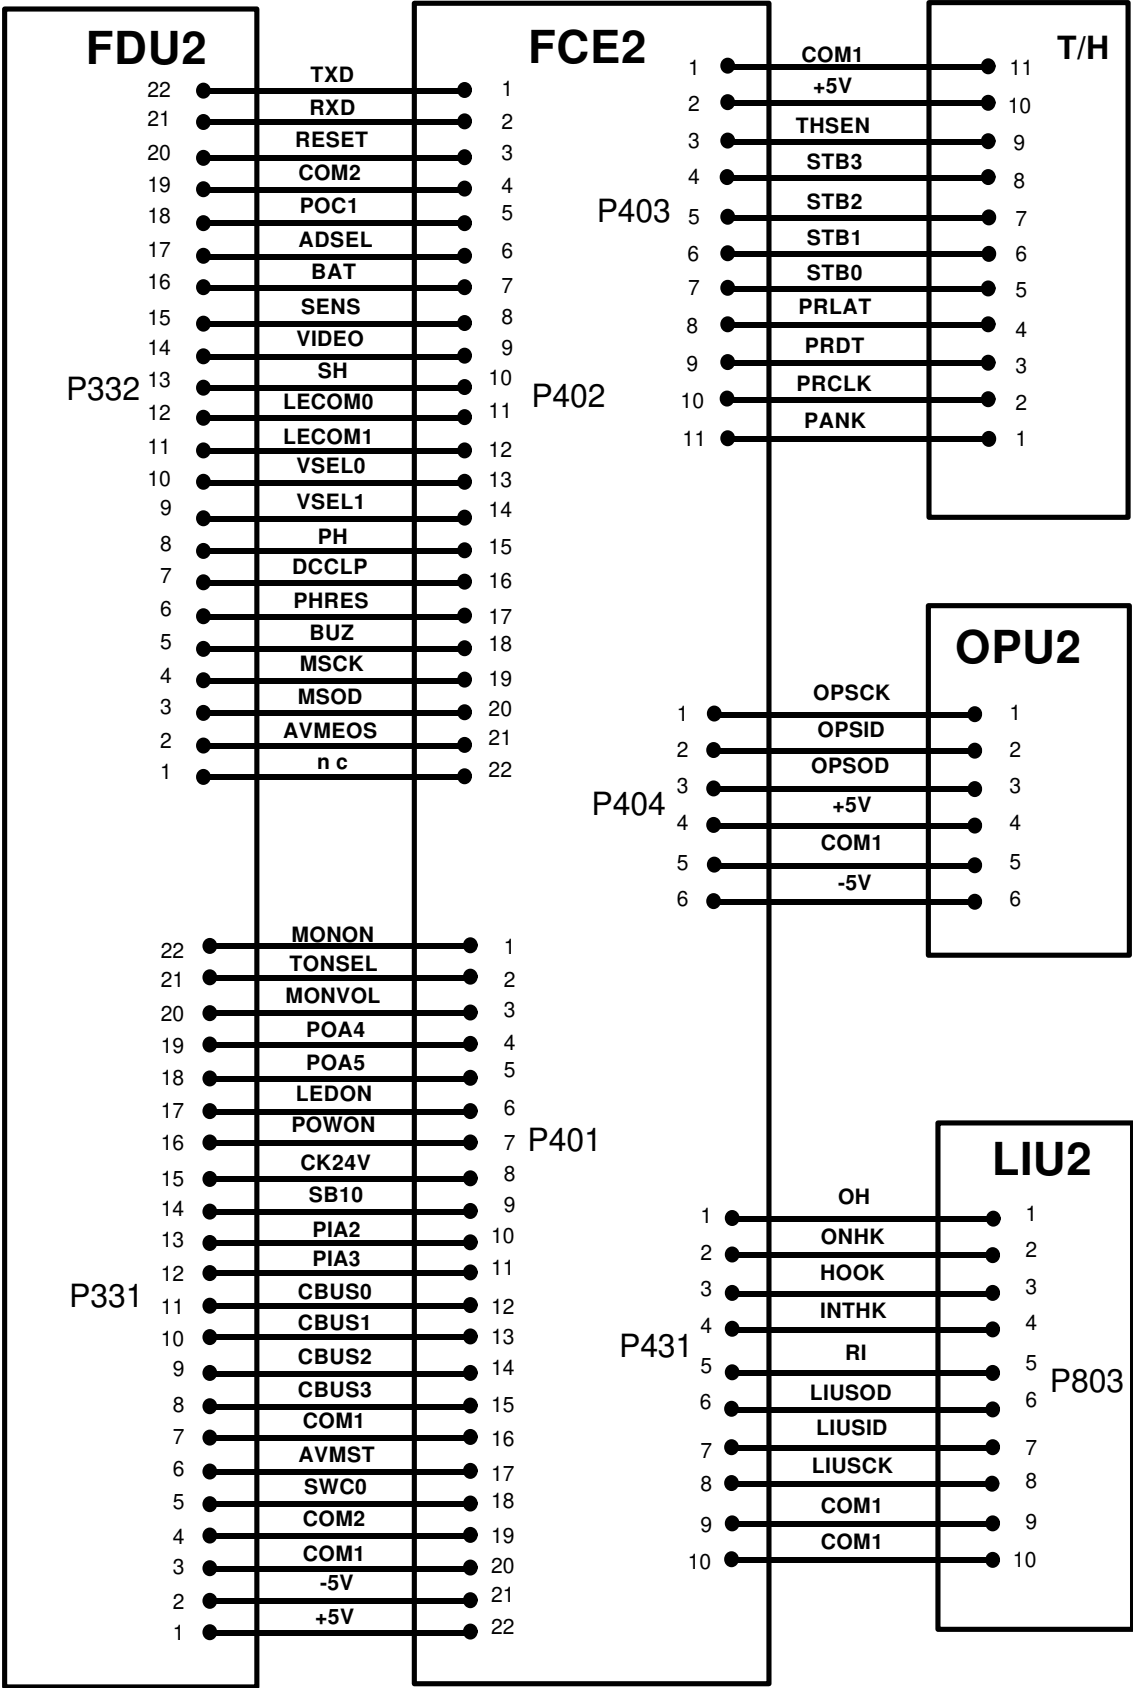 FDU2
FCE2
T/H
22 TXD 1
21 RXD 2
20 RESET 3
19 COM2 4
18 POC1 5
17 ADSEL 6
16 BAT 7
15 SENS 8
14 VIDEO 9
P332
13 SH 10
P402
12 LECOM0 11
11 LECOM1 12
10 VSEL0 13
9 VSEL1 14
8 PH 15
7 DCCLP 16
6 PHRES 17
5 BUZ 18
4 MSCK 19
3 MSOD 20
2 AVMEOS 21
1 n c 22
1 COM1 11
2 +5V 10
3 THSEN 9
4 STB3 8
P403
5 STB2 7
6 STB1 6
7 STB0 5
8 PRLAT 4
9 PRDT 3
10 PRCLK 2
11 PANK 1
OPU2
1 OPSCK 1
2 OPSID 2
3 OPSOD 3
P404
4 +5V 4
5 COM1 5
6 -5V 6
22 MONON 1
21 TONSEL 2
20 MONVOL 3
19 POA4 4
18 POA5 5
17 LEDON 6
16 POWON 7
P401
15 CK24V 8
14 SB10 9
13 PIA2 10
12 PIA3 11
P331
11 CBUS0 12
10 CBUS1 13
9 CBUS2 14
8 CBUS3 15
7 COM1 16
6 AVMST 17
5 SWC0 18
4 COM2 19
3 COM1 20
2 -5V 21
1 +5V 22
LIU2
1 OH 1
2 ONHK 2
3 HOOK 3
4 INTHK 4
P431
5 RI 5
P803
6 LIUSOD 6
7 LIUSID 7
8 LIUSCK 8
9 COM1 9
10 COM1 10